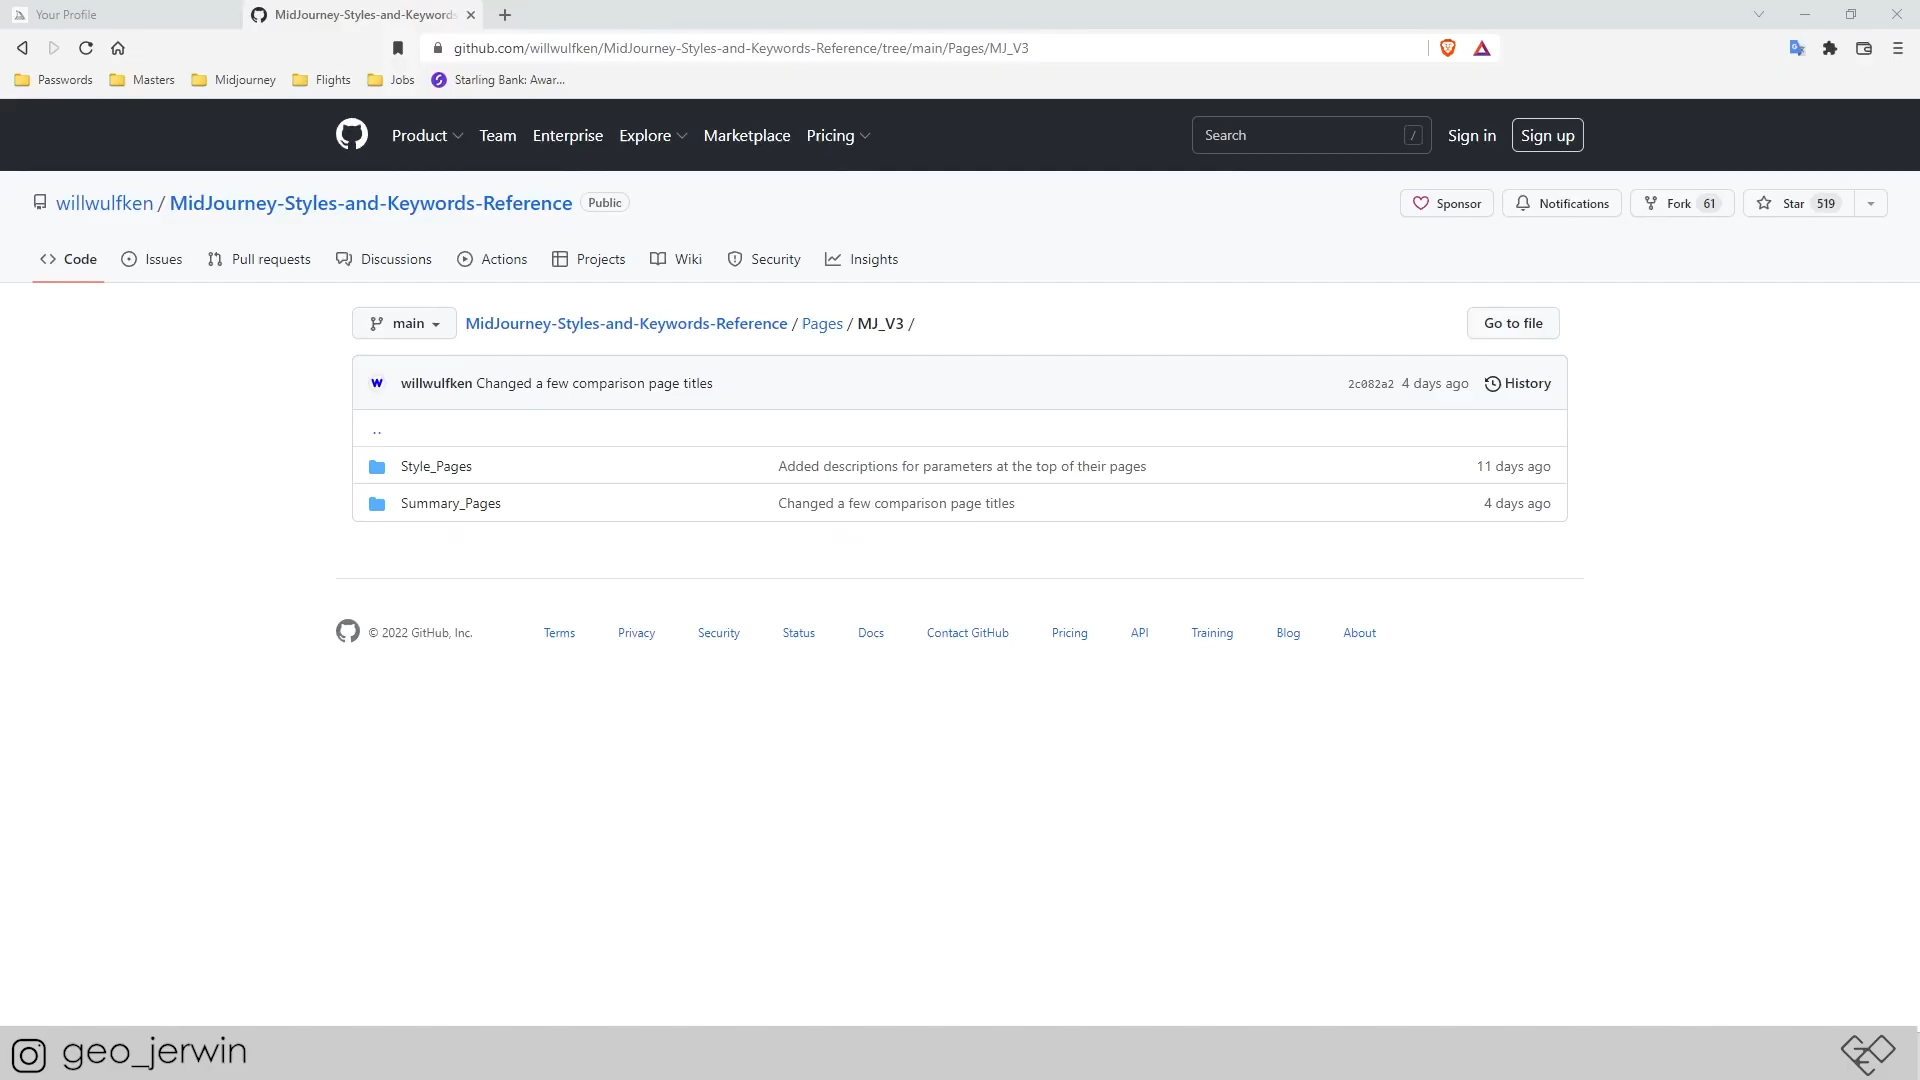 Your Profile
MidJourney-Styles-and-Keywords-
github.com/willwulfken/MidJourney-Styles-and-Keywords-Reference/tree/main/Pages/MJ_V3
Passwords Masters Midjourney Flights Jobs Starling Bank: Awar...
Product Team Enterprise Explore Marketplace Pricing
Search /
Sign in
Sign up
willwulfken / MidJourney-Styles-and-Keywords-Reference Public
Sponsor Notifications Fork 61 Star 519
Code Issues Pull requests Discussions Actions Projects Wiki Security Insights
main MidJourney-Styles-and-Keywords-Reference / Pages / MJ_V3 /
Go to file
willwulfken Changed a few comparison page titles 2c082a2 4 days ago History
..
Style_Pages Added descriptions for parameters at the top of their pages 11 days ago
Summary_Pages Changed a few comparison page titles 4 days ago
© 2022 GitHub, Inc. Terms Privacy Security Status Docs Contact GitHub Pricing API Training Blog About
geo_jerwin